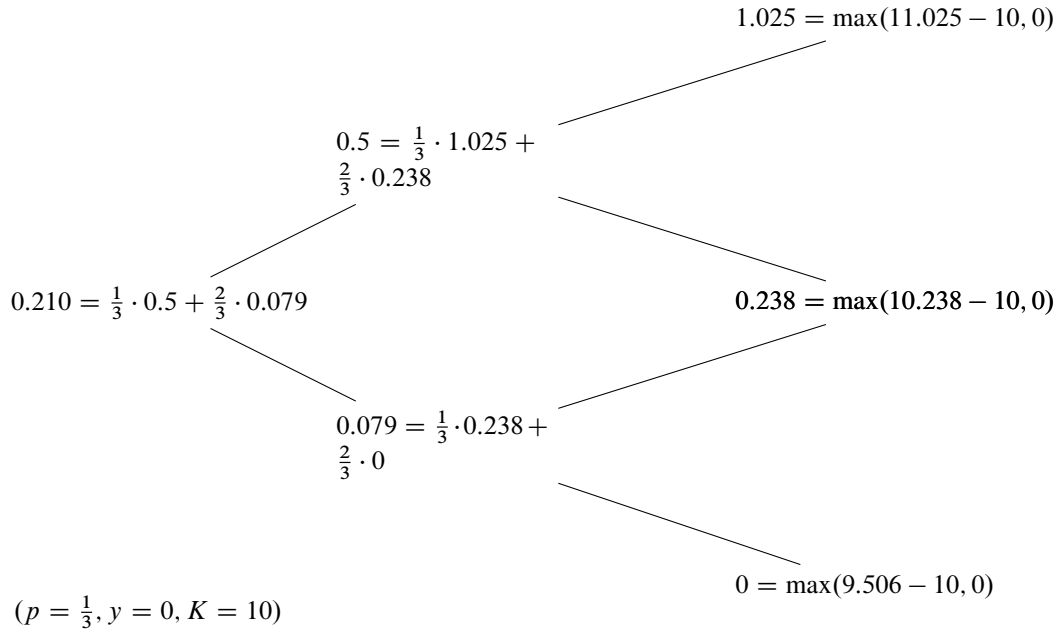 1.025 = max(11.025 − 10, 0)
0.5 = 1/3 · 1.025 +
2/3 · 0.238
0.210 = 1/3 · 0.5 + 2/3 · 0.079
0.238 = max(10.238 − 10, 0)
0.079 = 1/3 · 0.238 +
2/3 · 0
0 = max(9.506 − 10, 0)
(p = 1/3, y = 0, K = 10)